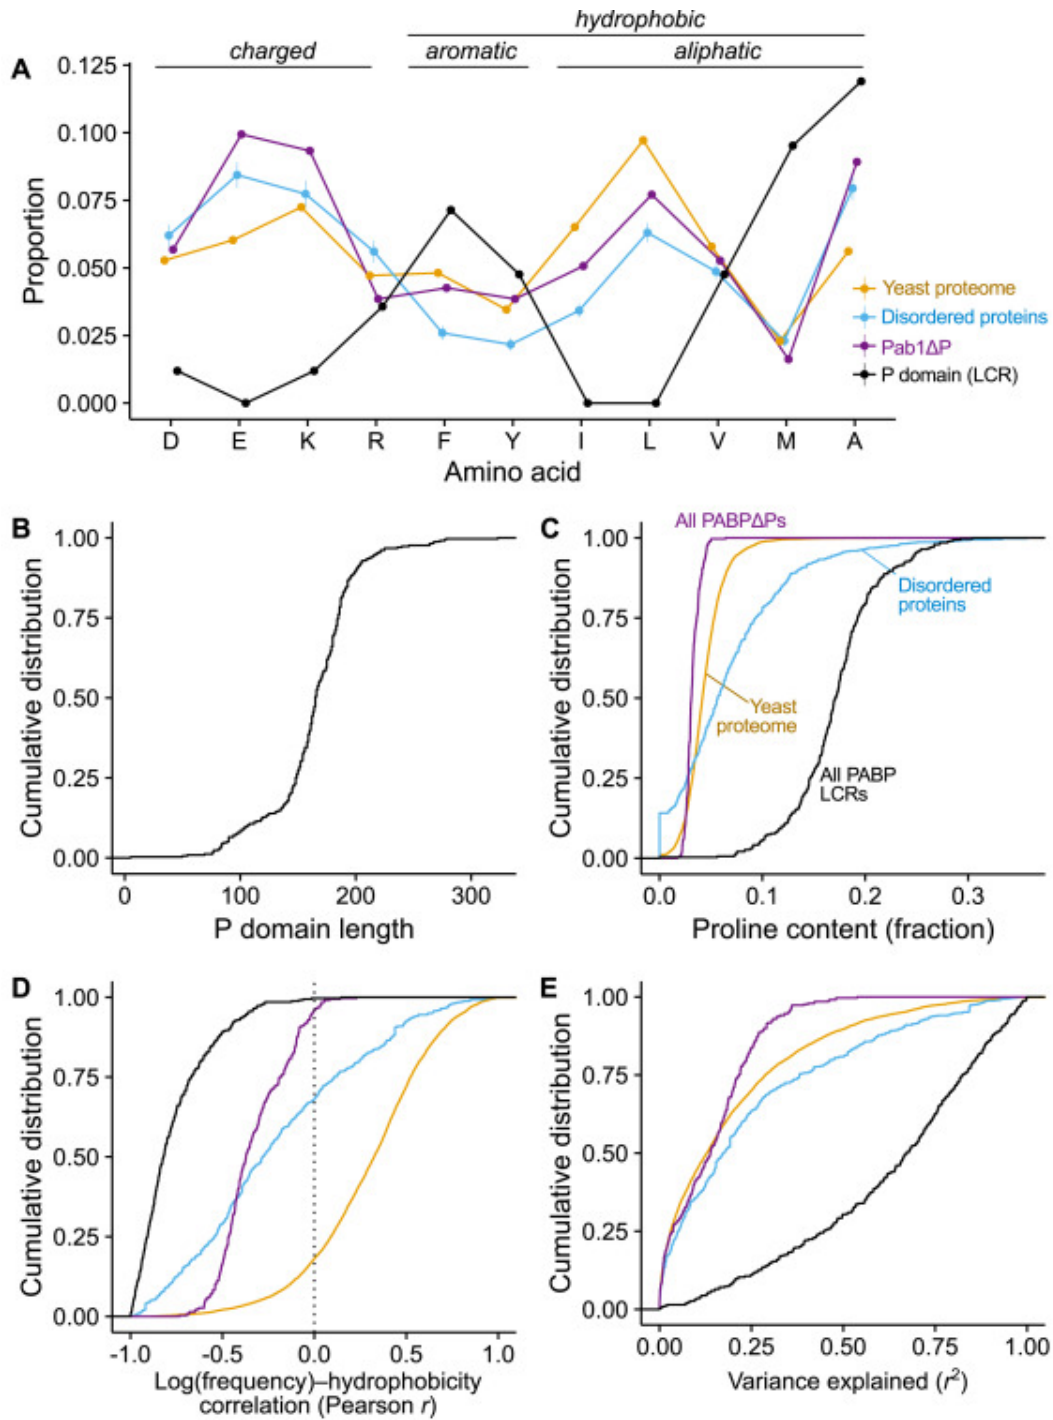 hydrophobic
charged aromatic aliphatic
A
0.125
0.100
0.075
0.050
0.025
0.000
Proportion
Yeast proteome
Disordered proteins
Pab1ΔP
P domain (LCR)
D E K R F Y I L V M A
Amino acid
B
1.00
0.75
0.50
0.25
0.00
Cumulative distribution
0 100 200 300
P domain length
C
All PABPΔPs
1.00
0.75
0.50
0.25
0.00
Cumulative distribution
Disordered
proteins
Yeast
proteome
All PABP
LCRs
0.0 0.1 0.2 0.3
Proline content (fraction)
D
1.00
0.75
0.50
0.25
0.00
Cumulative distribution
-1.0 -0.5 0.0 0.5 1.0
Log(frequency)–hydrophobicity
correlation (Pearson r)
E
1.00
0.75
0.50
0.25
0.00
Cumulative distribution
0.00 0.25 0.50 0.75 1.00
Variance explained (r²)